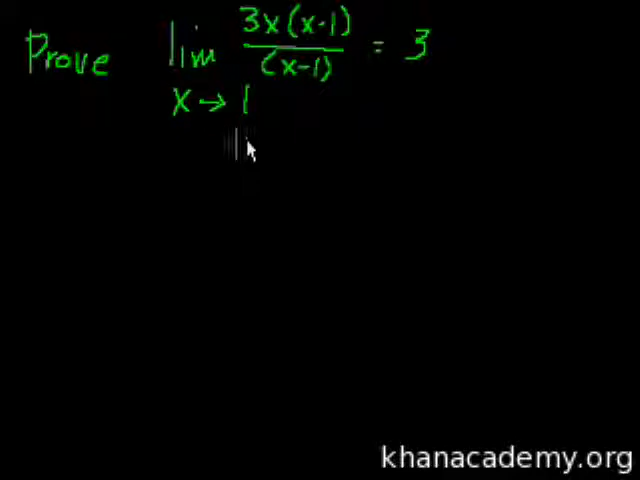 Prove lim 3x(x-1) / (x-1) = 3
x → 1
khanacademy.org